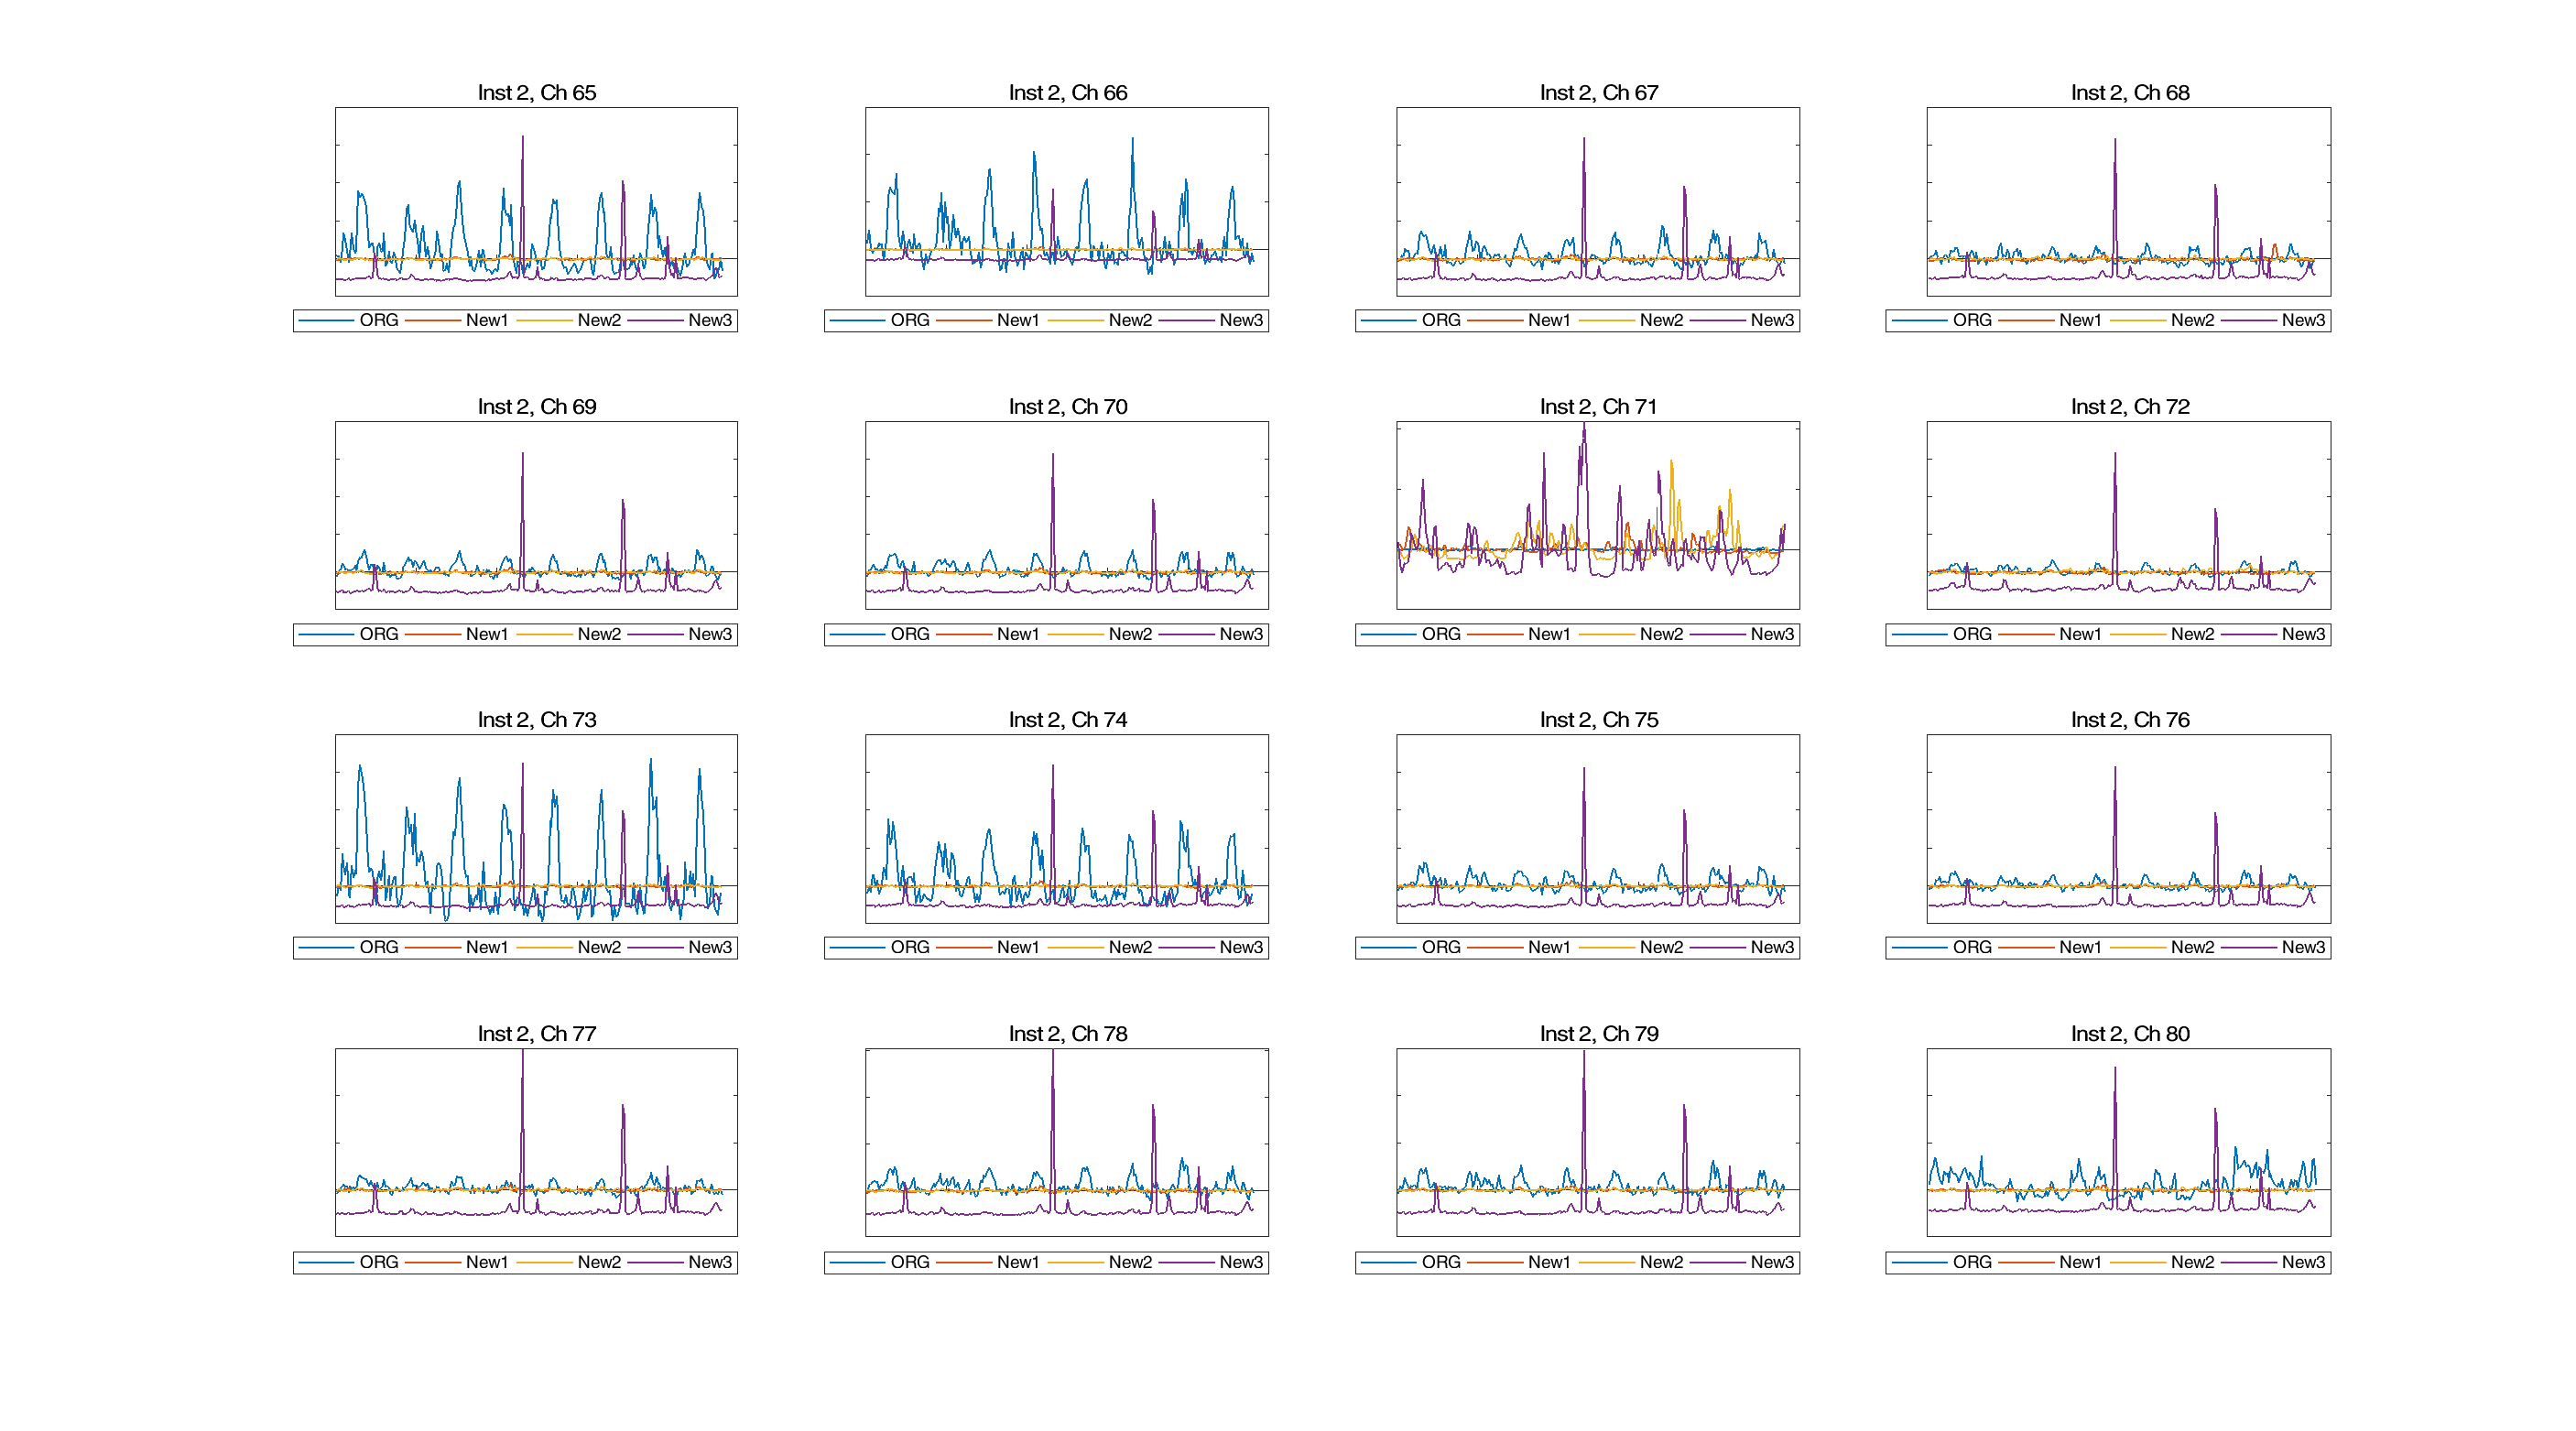 Inst 2, Ch 65 Inst 2, Ch 66 Inst 2, Ch 67 Inst 2, Ch 68
ORG New1 New2 New3 ORG New1 New2 New3 ORG New1 New2 New3 ORG New1 New2 New3
Inst 2, Ch 69 Inst 2, Ch 70 Inst 2, Ch 71 Inst 2, Ch 72
ORG New1 New2 New3 ORG New1 New2 New3 ORG New1 New2 New3 ORG New1 New2 New3
Inst 2, Ch 73 Inst 2, Ch 74 Inst 2, Ch 75 Inst 2, Ch 76
ORG New1 New2 New3 ORG New1 New2 New3 ORG New1 New2 New3 ORG New1 New2 New3
Inst 2, Ch 77 Inst 2, Ch 78 Inst 2, Ch 79 Inst 2, Ch 80
ORG New1 New2 New3 ORG New1 New2 New3 ORG New1 New2 New3 ORG New1 New2 New3